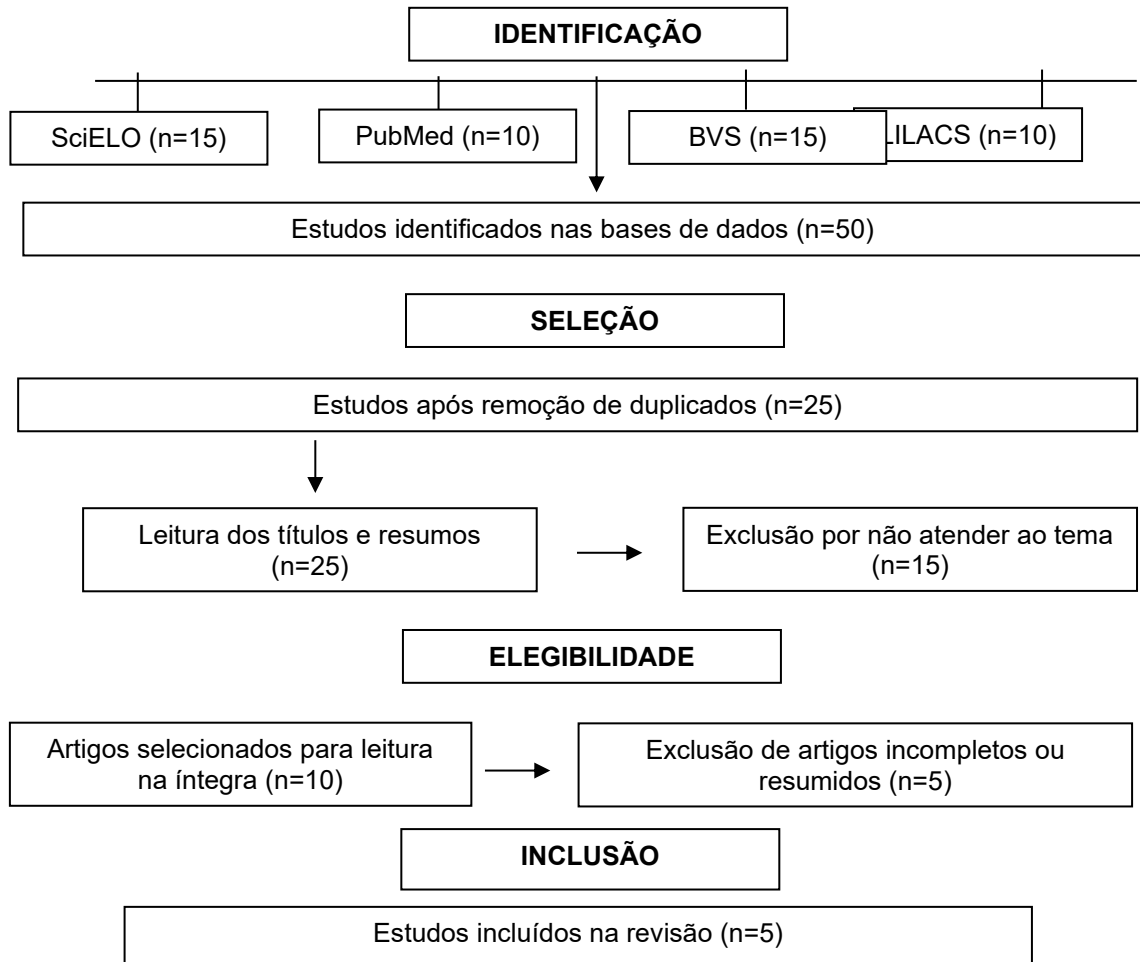 IDENTIFICAÇÃO
SciELO (n=15)
PubMed (n=10)
BVS (n=15)
LILACS (n=10)
Estudos identificados nas bases de dados (n=50)
SELEÇÃO
Estudos após remoção de duplicados (n=25)
Leitura dos títulos e resumos
(n=25)
Exclusão por não atender ao tema
(n=15)
ELEGIBILIDADE
Artigos selecionados para leitura
na íntegra (n=10)
Exclusão de artigos incompletos ou
resumidos (n=5)
INCLUSÃO
Estudos incluídos na revisão (n=5)